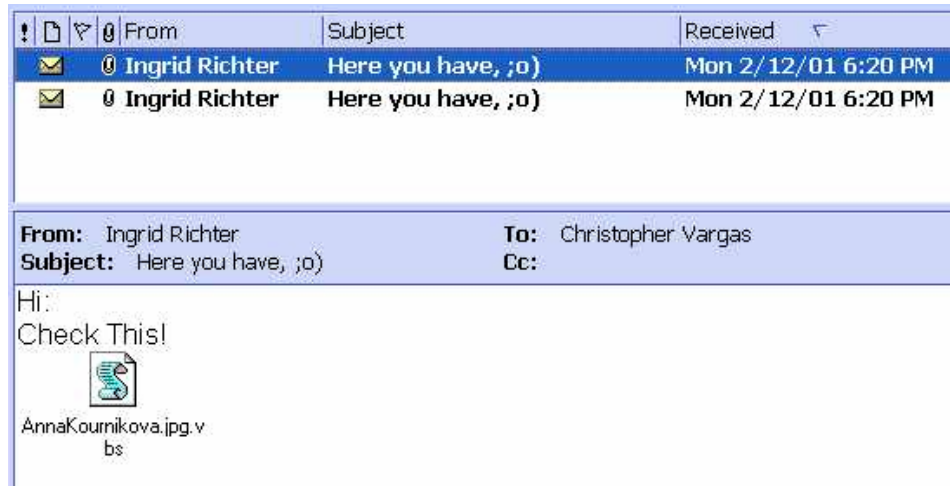 ! From Subject Received
Ingrid Richter Here you have, ;o) Mon 2/12/01 6:20 PM
Ingrid Richter Here you have, ;o) Mon 2/12/01 6:20 PM
From: Ingrid Richter To: Christopher Vargas
Subject: Here you have, ;o) Cc:
Hi:
Check This!
AnnaKournikova.jpg.v
bs